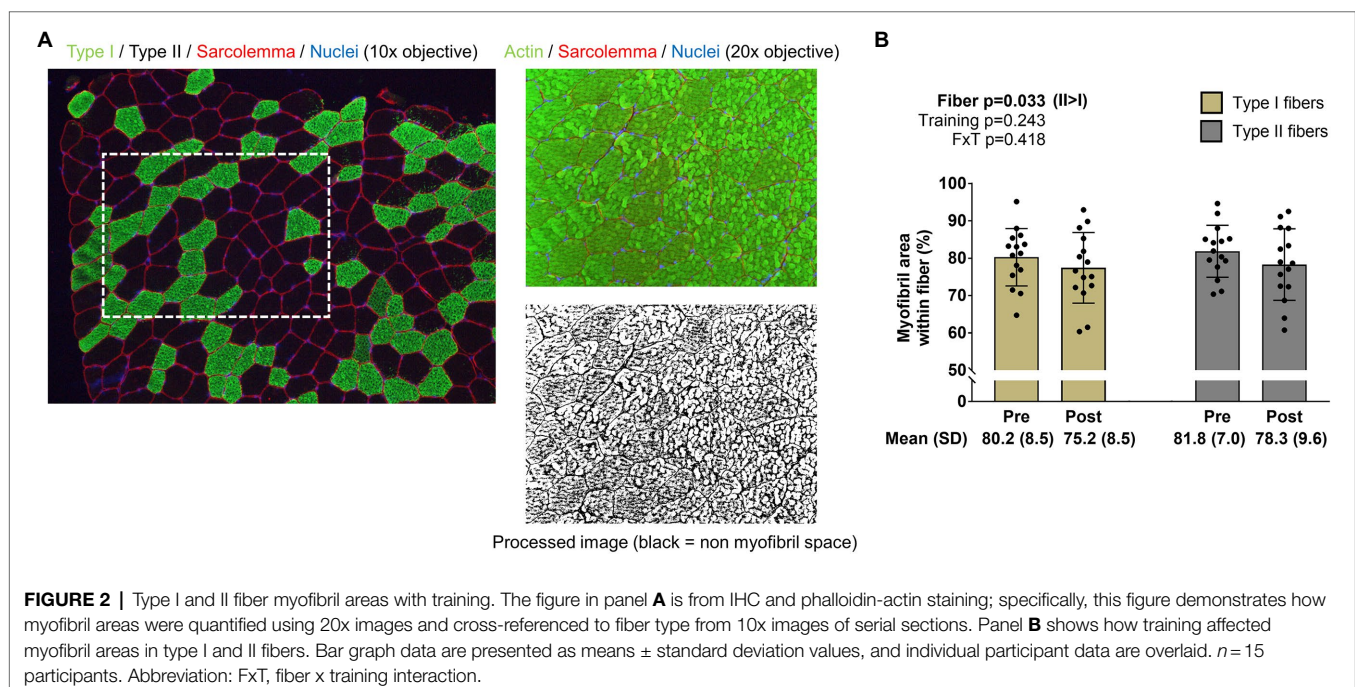 A
Type I / Type II / Sarcolemma / Nuclei (10x objective)
Actin / Sarcolemma / Nuclei (20x objective)
Processed image (black = non myofibril space)
B
Fiber p=0.033 (II>I)
Training p=0.243
FxT p=0.418
Type I fibers
Type II fibers
Myofibril area
within fiber (%)
100
90
80
70
60
50
0
Pre Post Pre Post
Mean (SD) 80.2 (8.5) 75.2 (8.5) 81.8 (7.0) 78.3 (9.6)
FIGURE 2 | Type I and II fiber myofibril areas with training. The figure in panel A is from IHC and phalloidin-actin staining; specifically, this figure demonstrates how
myofibril areas were quantified using 20x images and cross-referenced to fiber type from 10x images of serial sections. Panel B shows how training affected
myofibril areas in type I and II fibers. Bar graph data are presented as means ± standard deviation values, and individual participant data are overlaid. n = 15
participants. Abbreviation: FxT, fiber x training interaction.